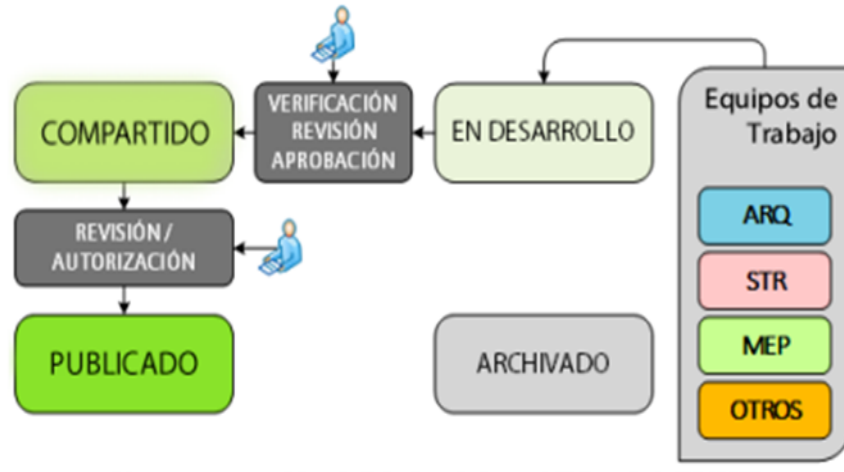 COMPARTIDO
VERIFICACIÓN
REVISIÓN
APROBACIÓN
EN DESARROLLO
Equipos de
Trabajo
ARQ
STR
MEP
OTROS
REVISIÓN /
AUTORIZACIÓN
PUBLICADO
ARCHIVADO